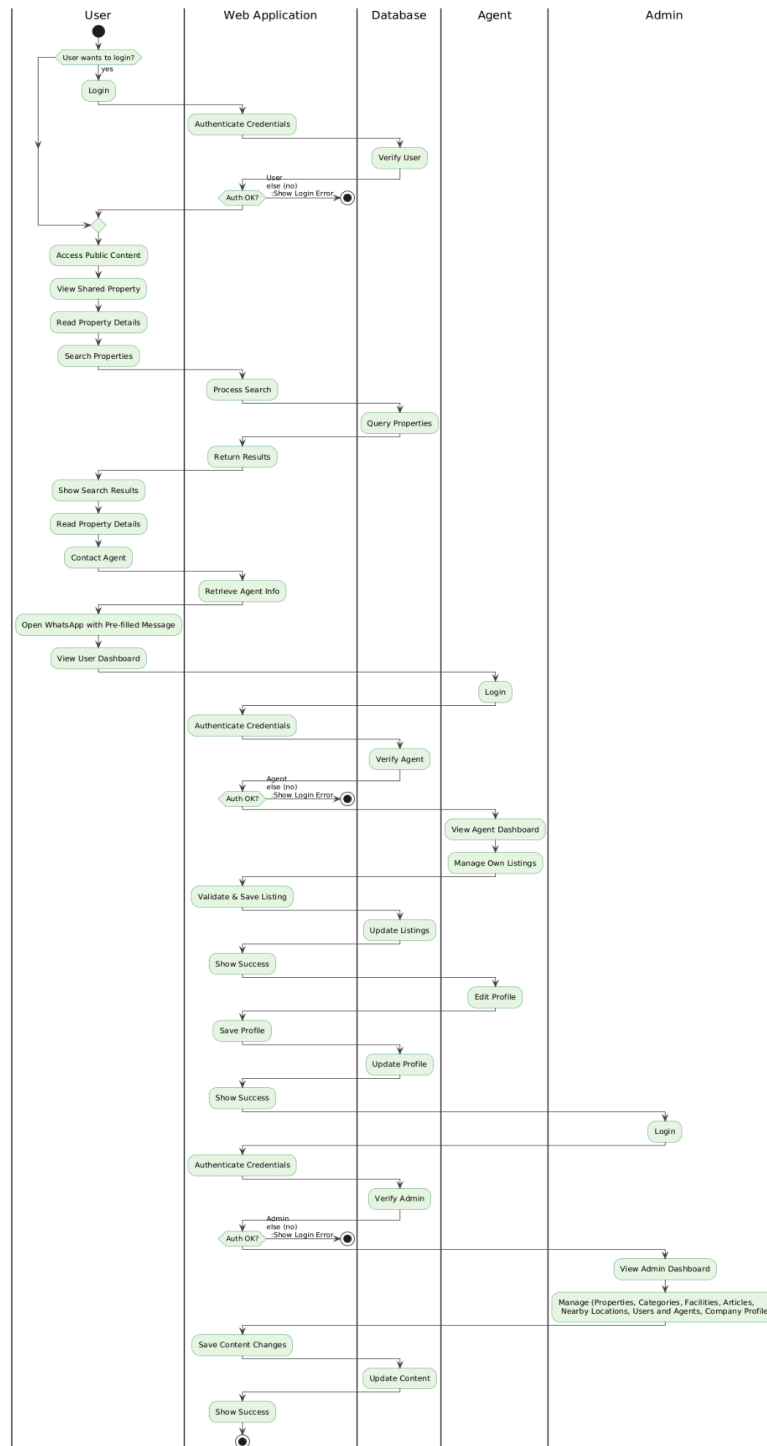 User
Web Application
Database
Agent
Admin
User wants to login?
yes
Login
Authenticate Credentials
Verify User
User
else (no)
:Show Login Error
Auth OK?
Access Public Content
View Shared Property
Read Property Details
Search Properties
Process Search
Query Properties
Return Results
Show Search Results
Read Property Details
Contact Agent
Retrieve Agent Info
Open WhatsApp with Pre-filled Message
View User Dashboard
Login
Authenticate Credentials
Verify Agent
Agent
else (no)
:Show Login Error
Auth OK?
View Agent Dashboard
Manage Own Listings
Validate & Save Listing
Update Listings
Show Success
Edit Profile
Save Profile
Update Profile
Show Success
Login
Authenticate Credentials
Verify Admin
Admin
else (no)
:Show Login Error
Auth OK?
View Admin Dashboard
Manage (Properties, Categories, Facilities, Articles,
Nearby Locations, Users and Agents, Company Profile
Save Content Changes
Update Content
Show Success